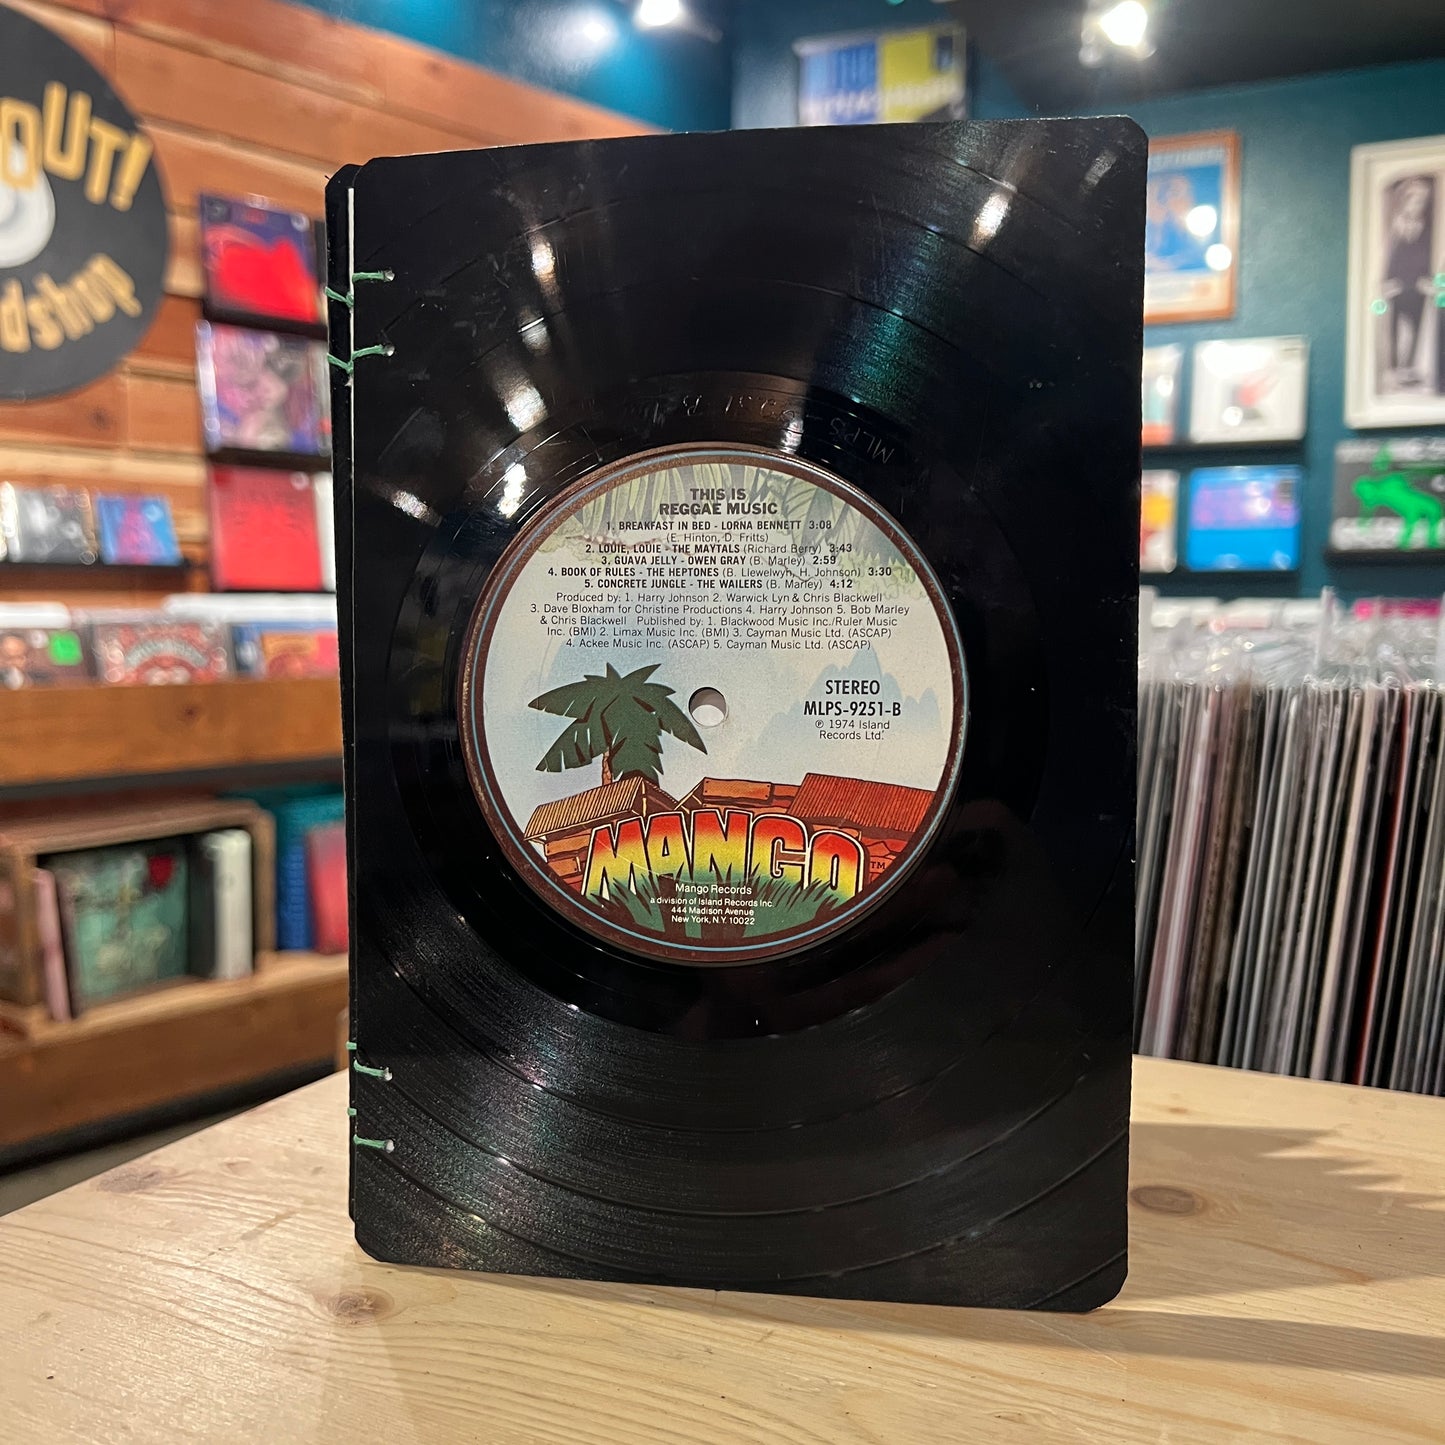 OUT!
dshop
MLPS 9251 B
THIS IS
REGGAE MUSIC
1. BREAKFAST IN BED - LORNA BENNETT 3:08
(E. Hinton, D. Fritts)
2. LOUIE, LOUIE - THE MAYTALS (Richard Berry) 3:43
3. GUAVA JELLY - OWEN GRAY (B. Marley) 2:59
4. BOOK OF RULES - THE HEPTONES (B. Llewelwyh, H. Johnson) 3:30
5. CONCRETE JUNGLE - THE WAILERS (B. Marley) 4:12
Produced by: 1. Harry Johnson 2. Warwick Lyn & Chris Blackwell
3. Dave Bloxham for Christine Productions 4. Harry Johnson 5. Bob Marley
& Chris Blackwell Published by: 1. Blackwood Music Inc./Ruler Music
Inc. (BMI) 2. Limax Music Inc. (BMI) 3. Cayman Music Ltd. (ASCAP)
4. Ackee Music Inc. (ASCAP) 5. Cayman Music Ltd. (ASCAP)
STEREO
MLPS-9251-B
℗ 1974 Island
Records Ltd.
MANGO TM
Mango Records
a division of Island Records Inc.
444 Madison Avenue
New York, N.Y. 10022